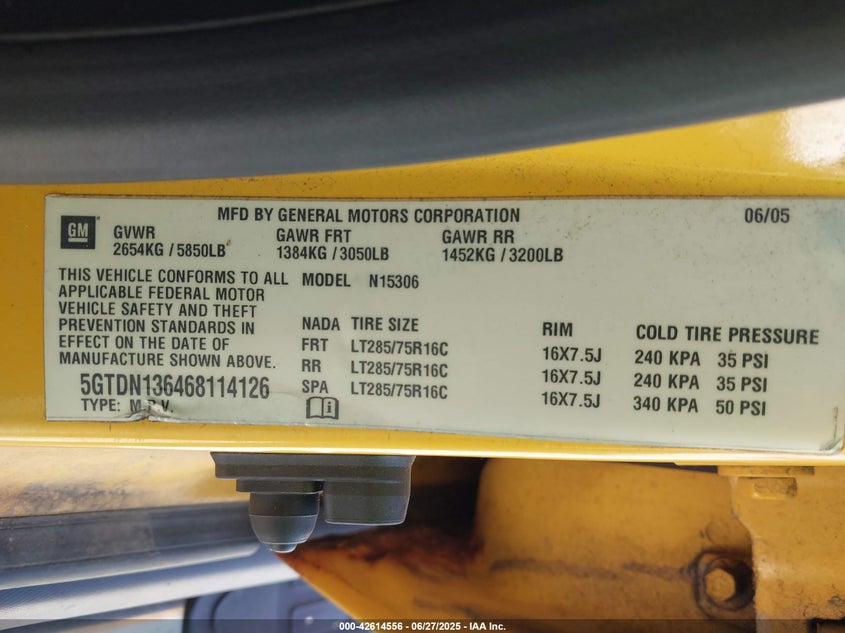 MFD BY GENERAL MOTORS CORPORATION 06/05
GM
GVWR GAWR FRT GAWR RR
2654KG / 5850LB 1384KG / 3050LB 1452KG / 3200LB
THIS VEHICLE CONFORMS TO ALL
APPLICABLE FEDERAL MOTOR
VEHICLE SAFETY AND THEFT
PREVENTION STANDARDS IN
EFFECT ON THE DATE OF
MANUFACTURE SHOWN ABOVE.
5GTDN136468114126
TYPE: M.P.V.
MODEL N15306
NADA TIRE SIZE RIM COLD TIRE PRESSURE
FRT LT285/75R16C 16X7.5J 240 KPA 35 PSI
RR LT285/75R16C 16X7.5J 240 KPA 35 PSI
SPA LT285/75R16C 16X7.5J 340 KPA 50 PSI
000-42614556 - 06/27/2025 - IAA Inc.